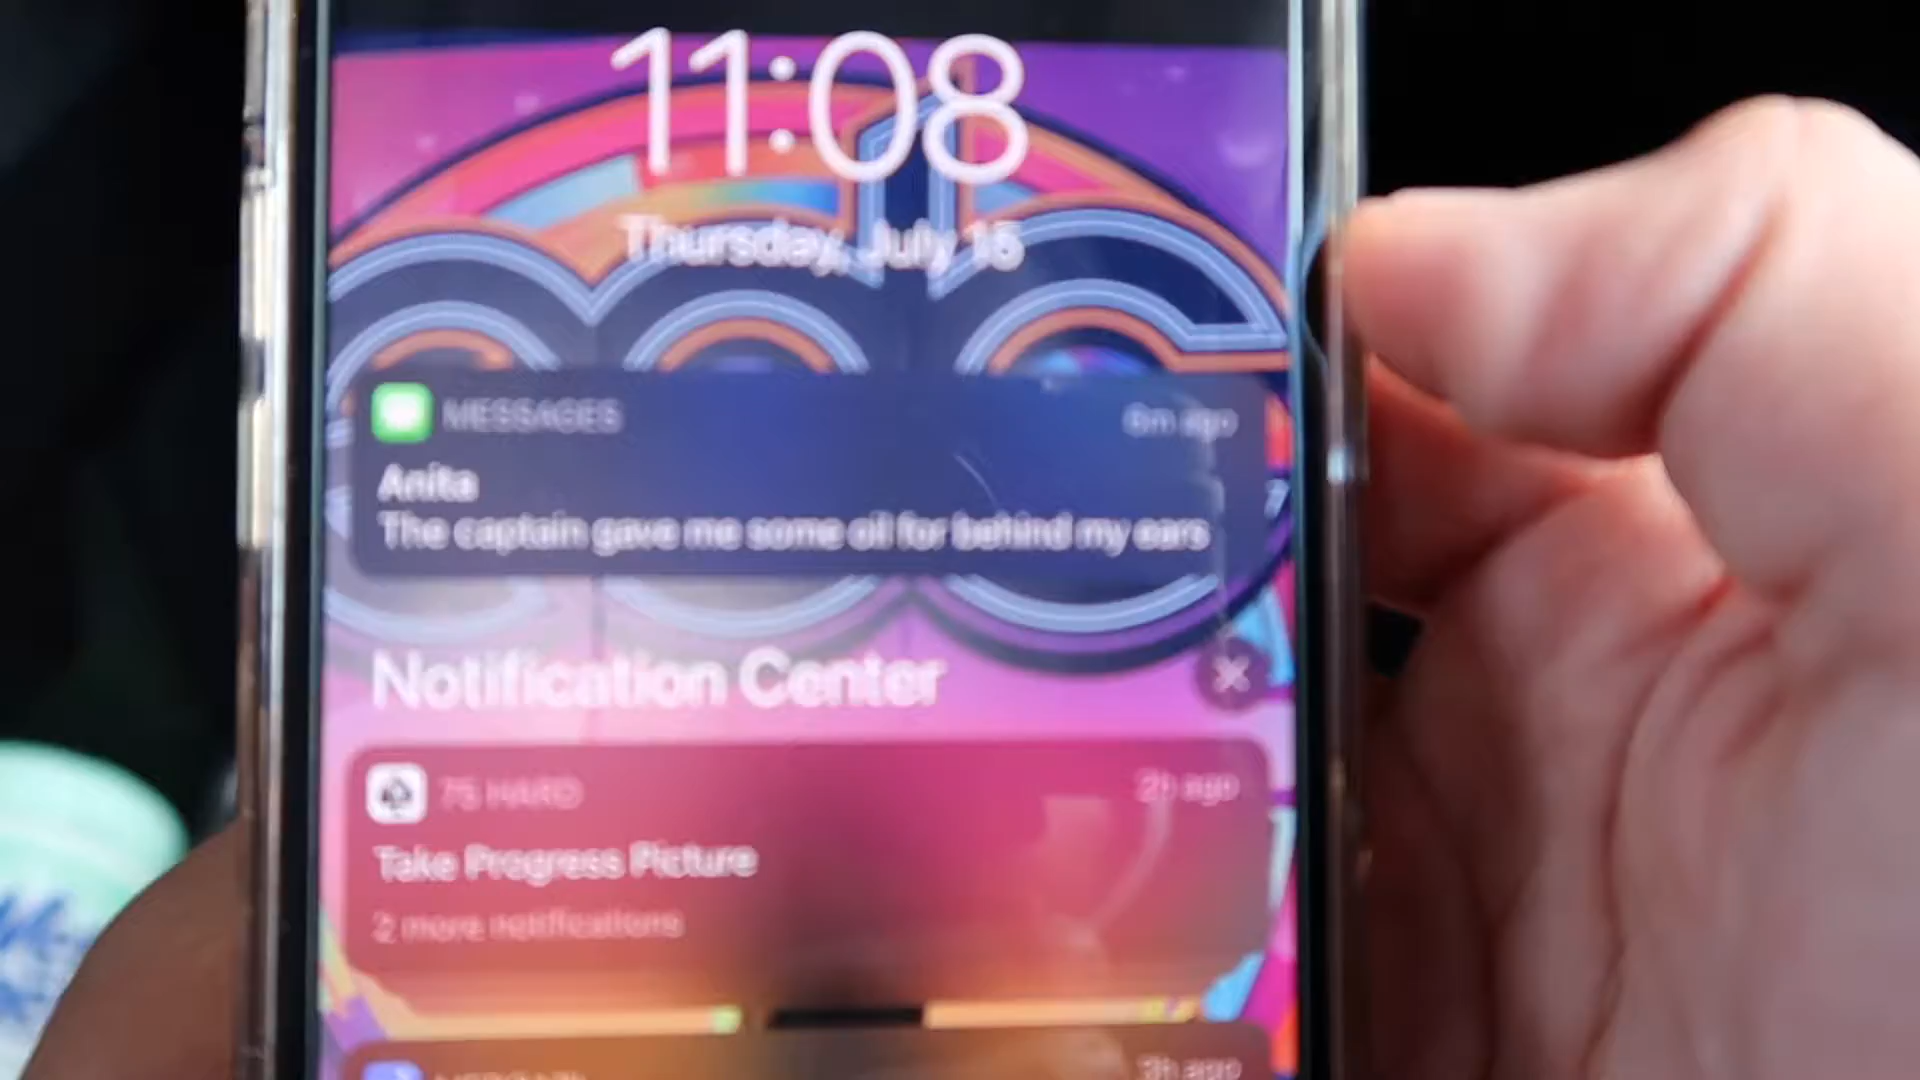 11:08
Thursday, July 15
MESSAGES
6m ago
Anita
The captain gave me some oil for behind my ears
Notification Center
75 HARD
2h ago
Take Progress Picture
2 more notifications
3h ago